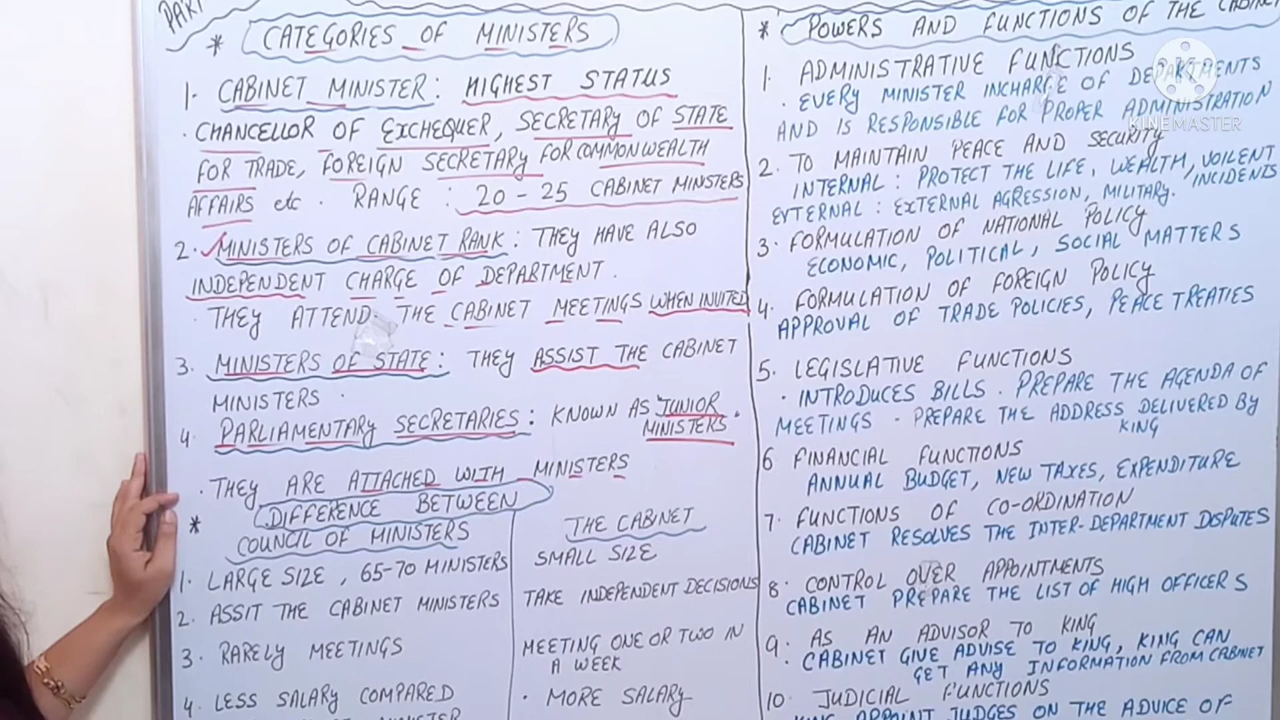 PART
* CATEGORIES OF MINISTERS
1. CABINET MINISTER : HIGHEST STATUS
. CHANCELLOR OF EXCHEQUER, SECRETARY OF STATE
FOR TRADE, FOREIGN SECRETARY FOR COMMONWEALTH
AFFAIRS etc . RANGE : 20 - 25 CABINET MINSTERS
2. MINISTERS OF CABINET RANK : THEY HAVE ALSO
INDEPENDENT CHARGE OF DEPARTMENT .
. THEY ATTEND THE CABINET MEETINGS WHEN INVITED
3. MINISTERS OF STATE : THEY ASSIST THE CABINET
MINISTERS .
4. PARLIAMENTARY SECRETARIES : KNOWN AS JUNIOR
MINISTERS .
. THEY ARE ATTACHED WITH MINISTERS
* DIFFERENCE BETWEEN
COUNCIL OF MINISTERS
1. LARGE SIZE , 65-70 MINISTERS
2. ASSIT THE CABINET MINISTERS
3. RARELY MEETINGS
4. LESS SALARY COMPARED
THE CABINET
SMALL SIZE
TAKE INDEPENDENT DECISIONS
MEETING ONE OR TWO IN
A WEEK
. MORE SALARY
* POWERS AND FUNCTIONS OF THE CABINET
1. ADMINISTRATIVE FUNCTIONS
. EVERY MINISTER INCHARGE OF DEPARTMENTS
AND IS RESPONSIBLE FOR PROPER ADMINISTRATION
2. TO MAINTAIN PEACE AND SECURITY
INTERNAL : PROTECT THE LIFE, WEALTH, VOILENT
INCIDENTS
EXTERNAL : EXTERNAL AGRESSION, MILITARY.
3. FORMULATION OF NATIONAL POLICY
ECONOMIC, POLITICAL, SOCIAL MATTERS
4. FORMULATION OF FOREIGN POLICY
APPROVAL OF TRADE POLICIES, PEACE TREATIES
5. LEGISLATIVE FUNCTIONS
. INTRODUCES BILLS . PREPARE THE AGENDA OF
MEETINGS . PREPARE THE ADDRESS DELIVERED BY
KING
6 FINANCIAL FUNCTIONS
ANNUAL BUDGET, NEW TAXES, EXPENDITURE
7. FUNCTIONS OF CO-ORDINATION
CABINET RESOLVES THE INTER-DEPARTMENT DISPUTES
8. CONTROL OVER APPOINTMENTS
CABINET PREPARE THE LIST OF HIGH OFFICERS
9. AS AN ADVISOR TO KING
. CABINET GIVE ADVISE TO KING, KING CAN
GET ANY INFORMATION FROM CABINET
10. JUDICIAL FUNCTIONS
KING APPOINT JUDGES ON THE ADVICE OF
KINEMASTER